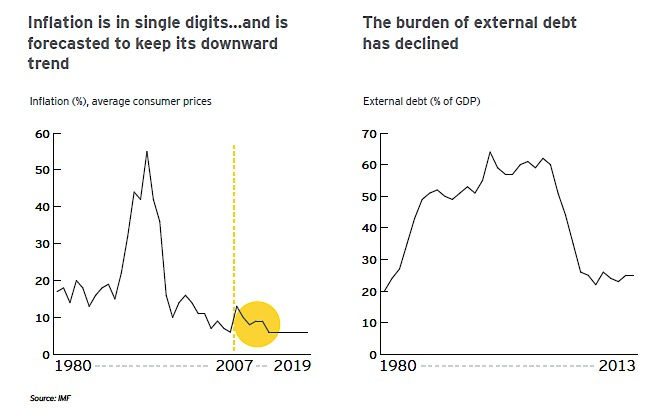 Inflation is in single digits...and is
forecasted to keep its downward
trend
Inflation (%), average consumer prices
60
50
40
30
20
10
0
1980
2007
2019
The burden of external debt
has declined
External debt (% of GDP)
70
60
50
40
30
20
10
0
1980
2013
Source: IMF